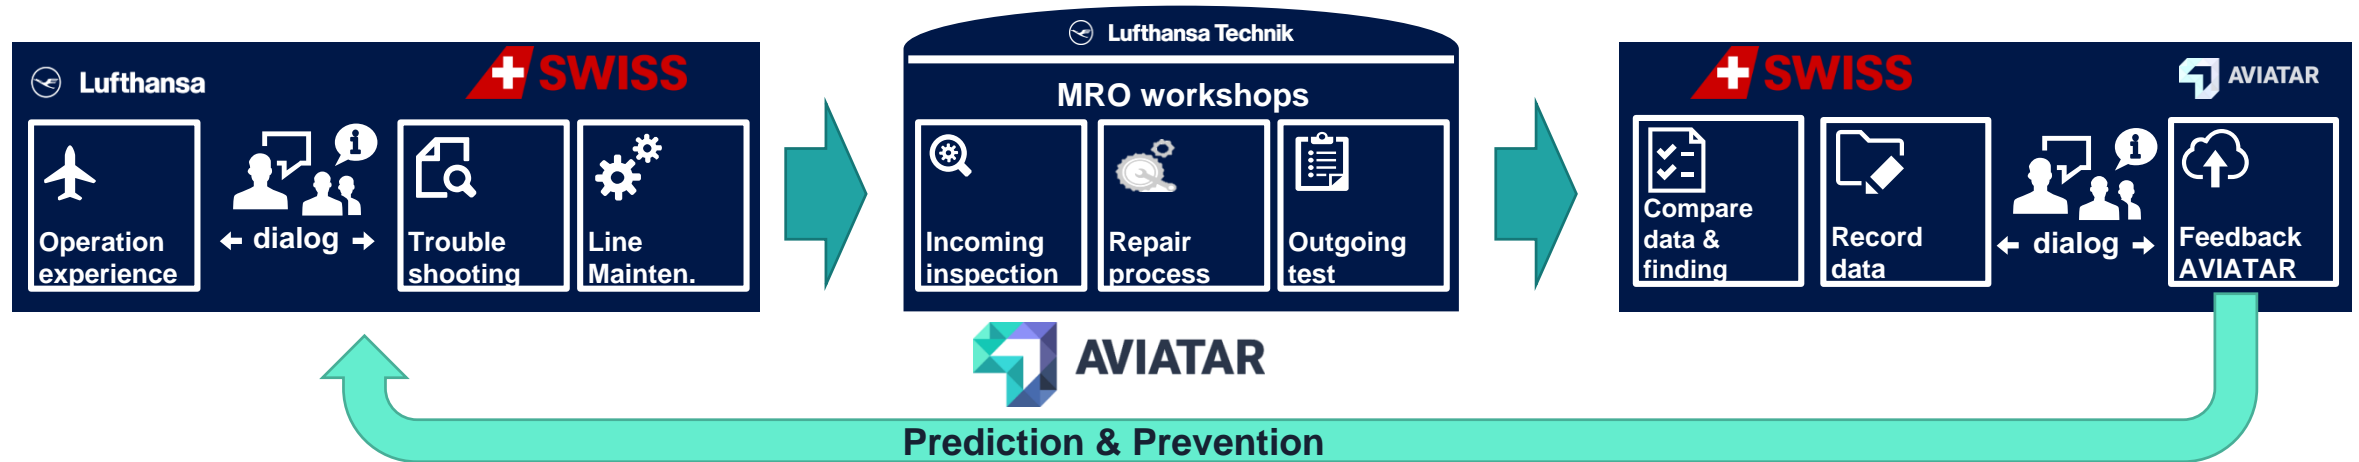 Lufthansa
SWISS
Operation
experience
dialog
Trouble
shooting
Line
Mainten.
Lufthansa Technik
MRO workshops
Incoming
inspection
Repair
process
Outgoing
test
SWISS
AVIATAR
Compare
data &
finding
Record
data
dialog
Feedback
AVIATAR
AVIATAR
Prediction & Prevention